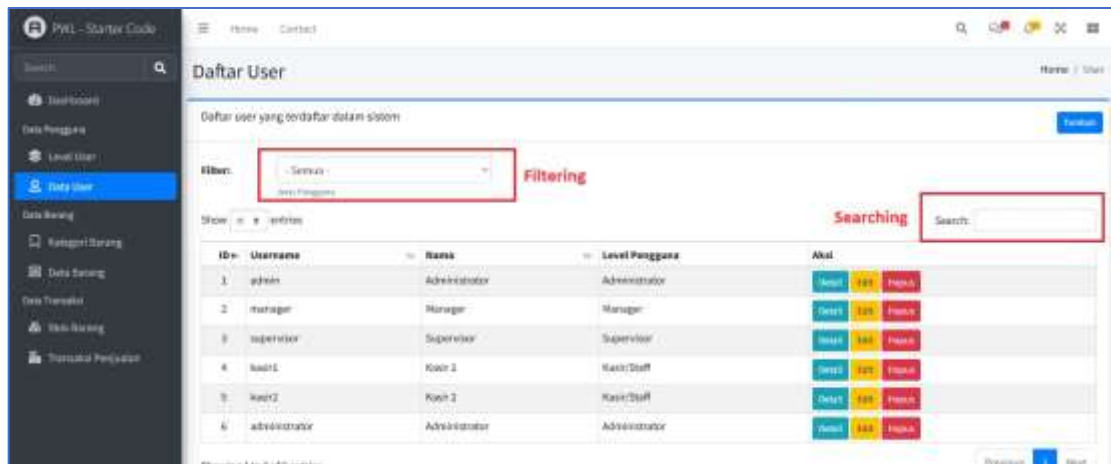 PWL - Starter Code
Home Contact
Search
Daftar User
Home / User
Dashboard
Daftar user yang terdaftar dalam sistem
Tambah
Data Pengguna
Level User
Filter:
- Semua -
Filtering
Data User
Level Pengguna
Data Barang
Show entries
Searching
Search:
Kategori Barang
ID Username Nama Level Pengguna Aksi
Data Barang
1 admin Administrator Administrator Detail Edit Hapus
Data Transaksi
2 manager Manager Manager Detail Edit Hapus
Stok Barang
3 supervisor Supervisor Supervisor Detail Edit Hapus
Transaksi Penjualan
4 kasir1 Kasir 1 Kasir/Staff Detail Edit Hapus
5 kasir2 Kasir 2 Kasir/Staff Detail Edit Hapus
6 administrator Administrator Administrator Detail Edit Hapus
Previous 1 Next